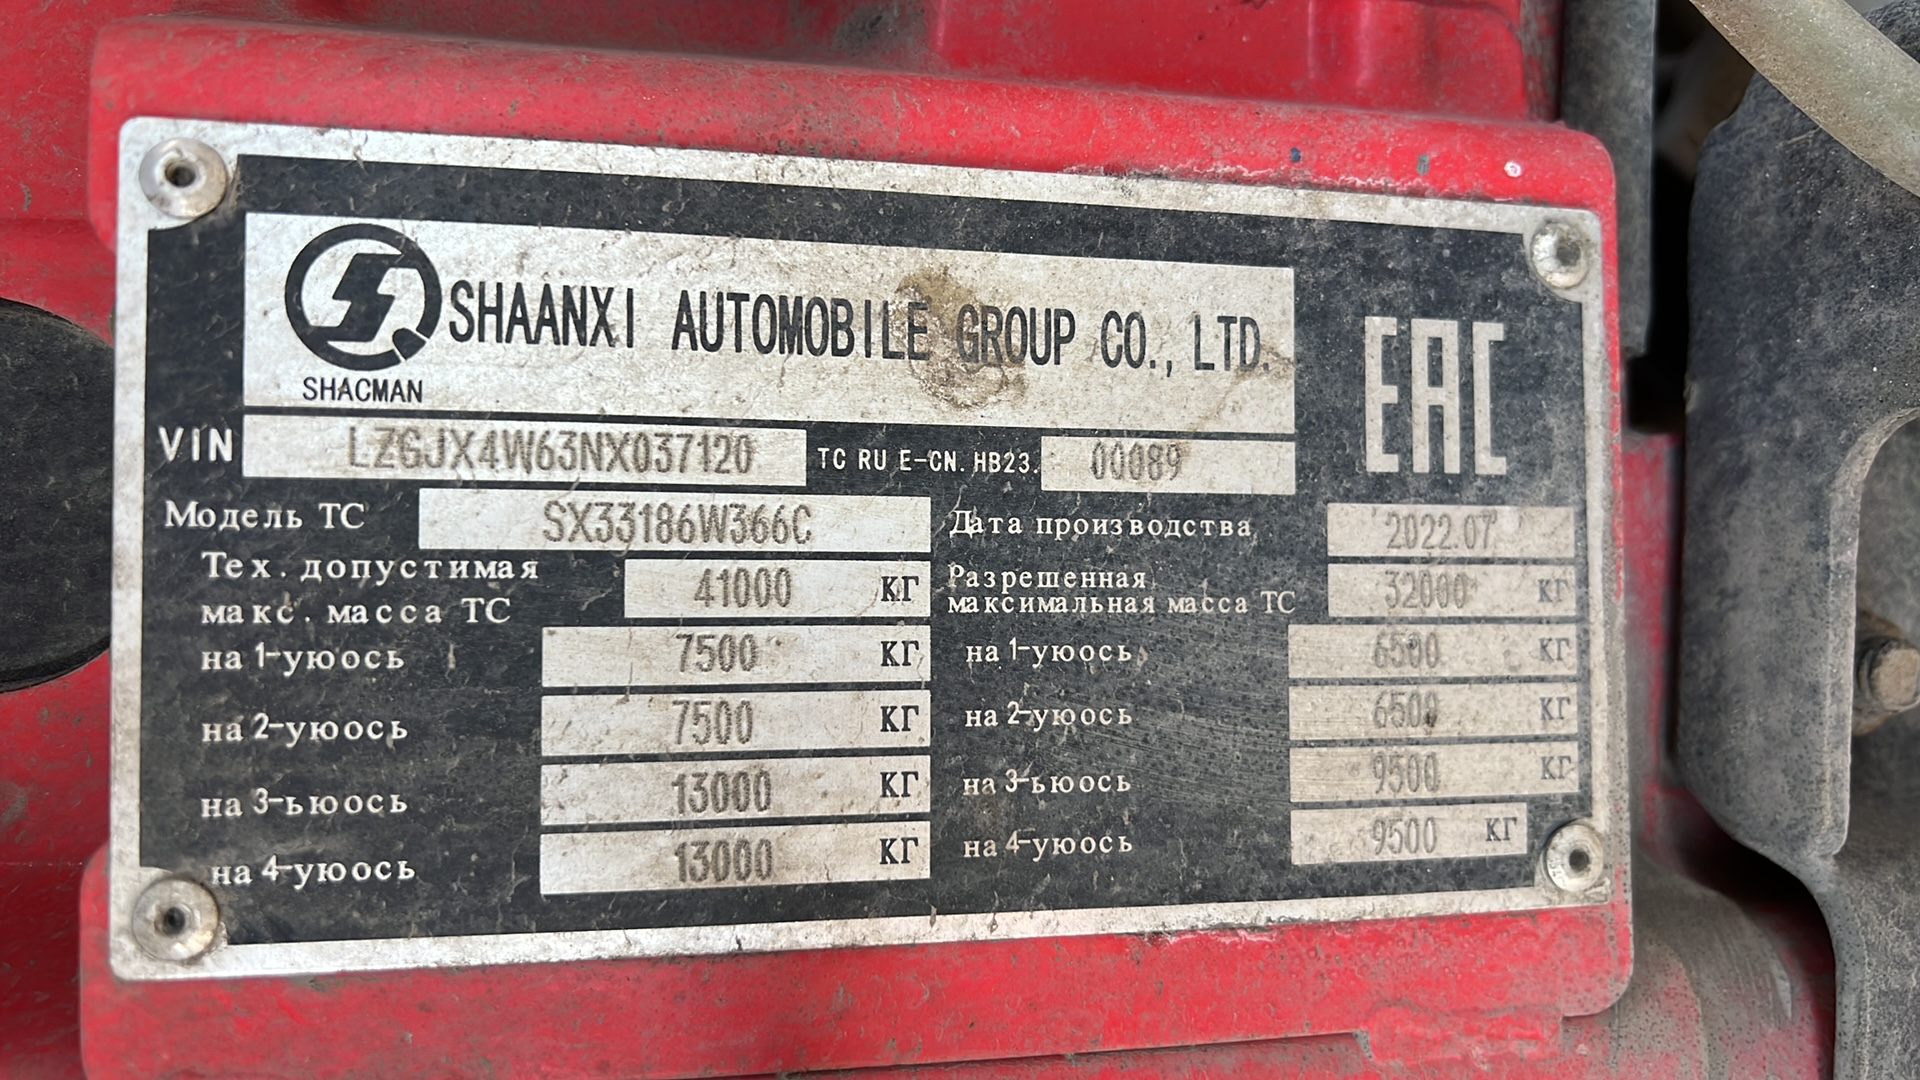 SHACMAN
SHAANXI AUTOMOBILE GROUP CO., LTD.
EAC
VIN LZGJX4W63NX037120 TC RU E-CN.HB23. 00089
Модель ТС SX33186W366C Дата производства 2022.07
Тех. допустимая макс. масса ТС 41000 КГ Разрешенная максимальная масса ТС 32000 КГ
на 1-уюось 7500 КГ на 1-уюось 6500 КГ
на 2-уюось 7500 КГ на 2-уюось 6500 КГ
на 3-ьюось 13000 КГ на 3-ьюось 9500 КГ
на 4-уюось 13000 КГ на 4-уюось 9500 КГ